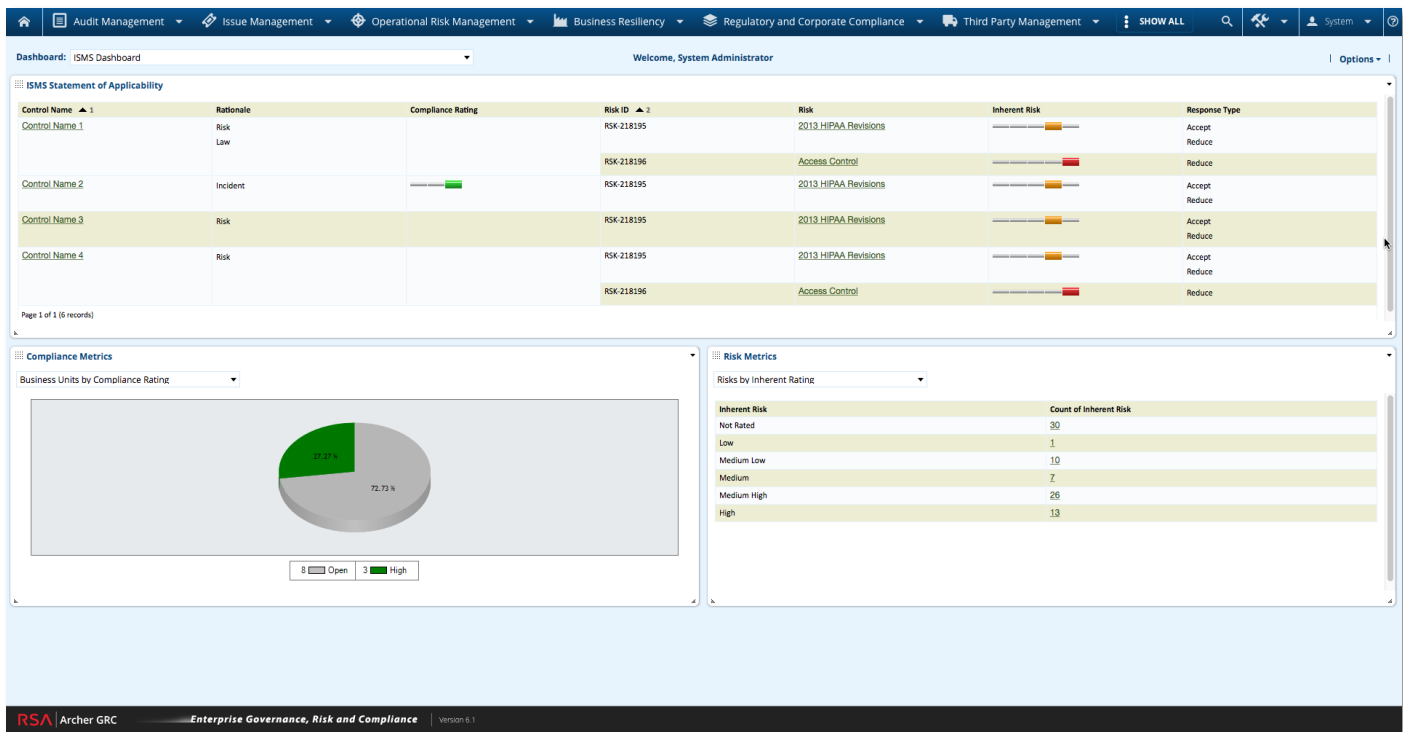 Audit Management Issue Management Operational Risk Management Business Resiliency Regulatory and Corporate Compliance Third Party Management SHOW ALL System
Dashboard: ISMS Dashboard Welcome, System Administrator Options
ISMS Statement of Applicability
Control Name 1 Rationale Compliance Rating Risk ID 2 Risk Inherent Risk Response Type
Control Name 1 Risk RSK-218195 2013 HIPAA Revisions Accept
Law Reduce
RSK-218196 Access Control Reduce
Control Name 2 Incident RSK-218195 2013 HIPAA Revisions Accept
Reduce
Control Name 3 Risk RSK-218195 2013 HIPAA Revisions Accept
Reduce
Control Name 4 Risk RSK-218195 2013 HIPAA Revisions Accept
Reduce
RSK-218196 Access Control Reduce
Page 1 of 1 (6 records)
Compliance Metrics
Business Units by Compliance Rating
27.27 %
72.73 %
8 Open 3 High
Risk Metrics
Risks by Inherent Rating
Inherent Risk Count of Inherent Risk
Not Rated 30
Low 1
Medium Low 10
Medium 7
Medium High 26
High 13
RSA Archer GRC Enterprise Governance, Risk and Compliance Version 6.1